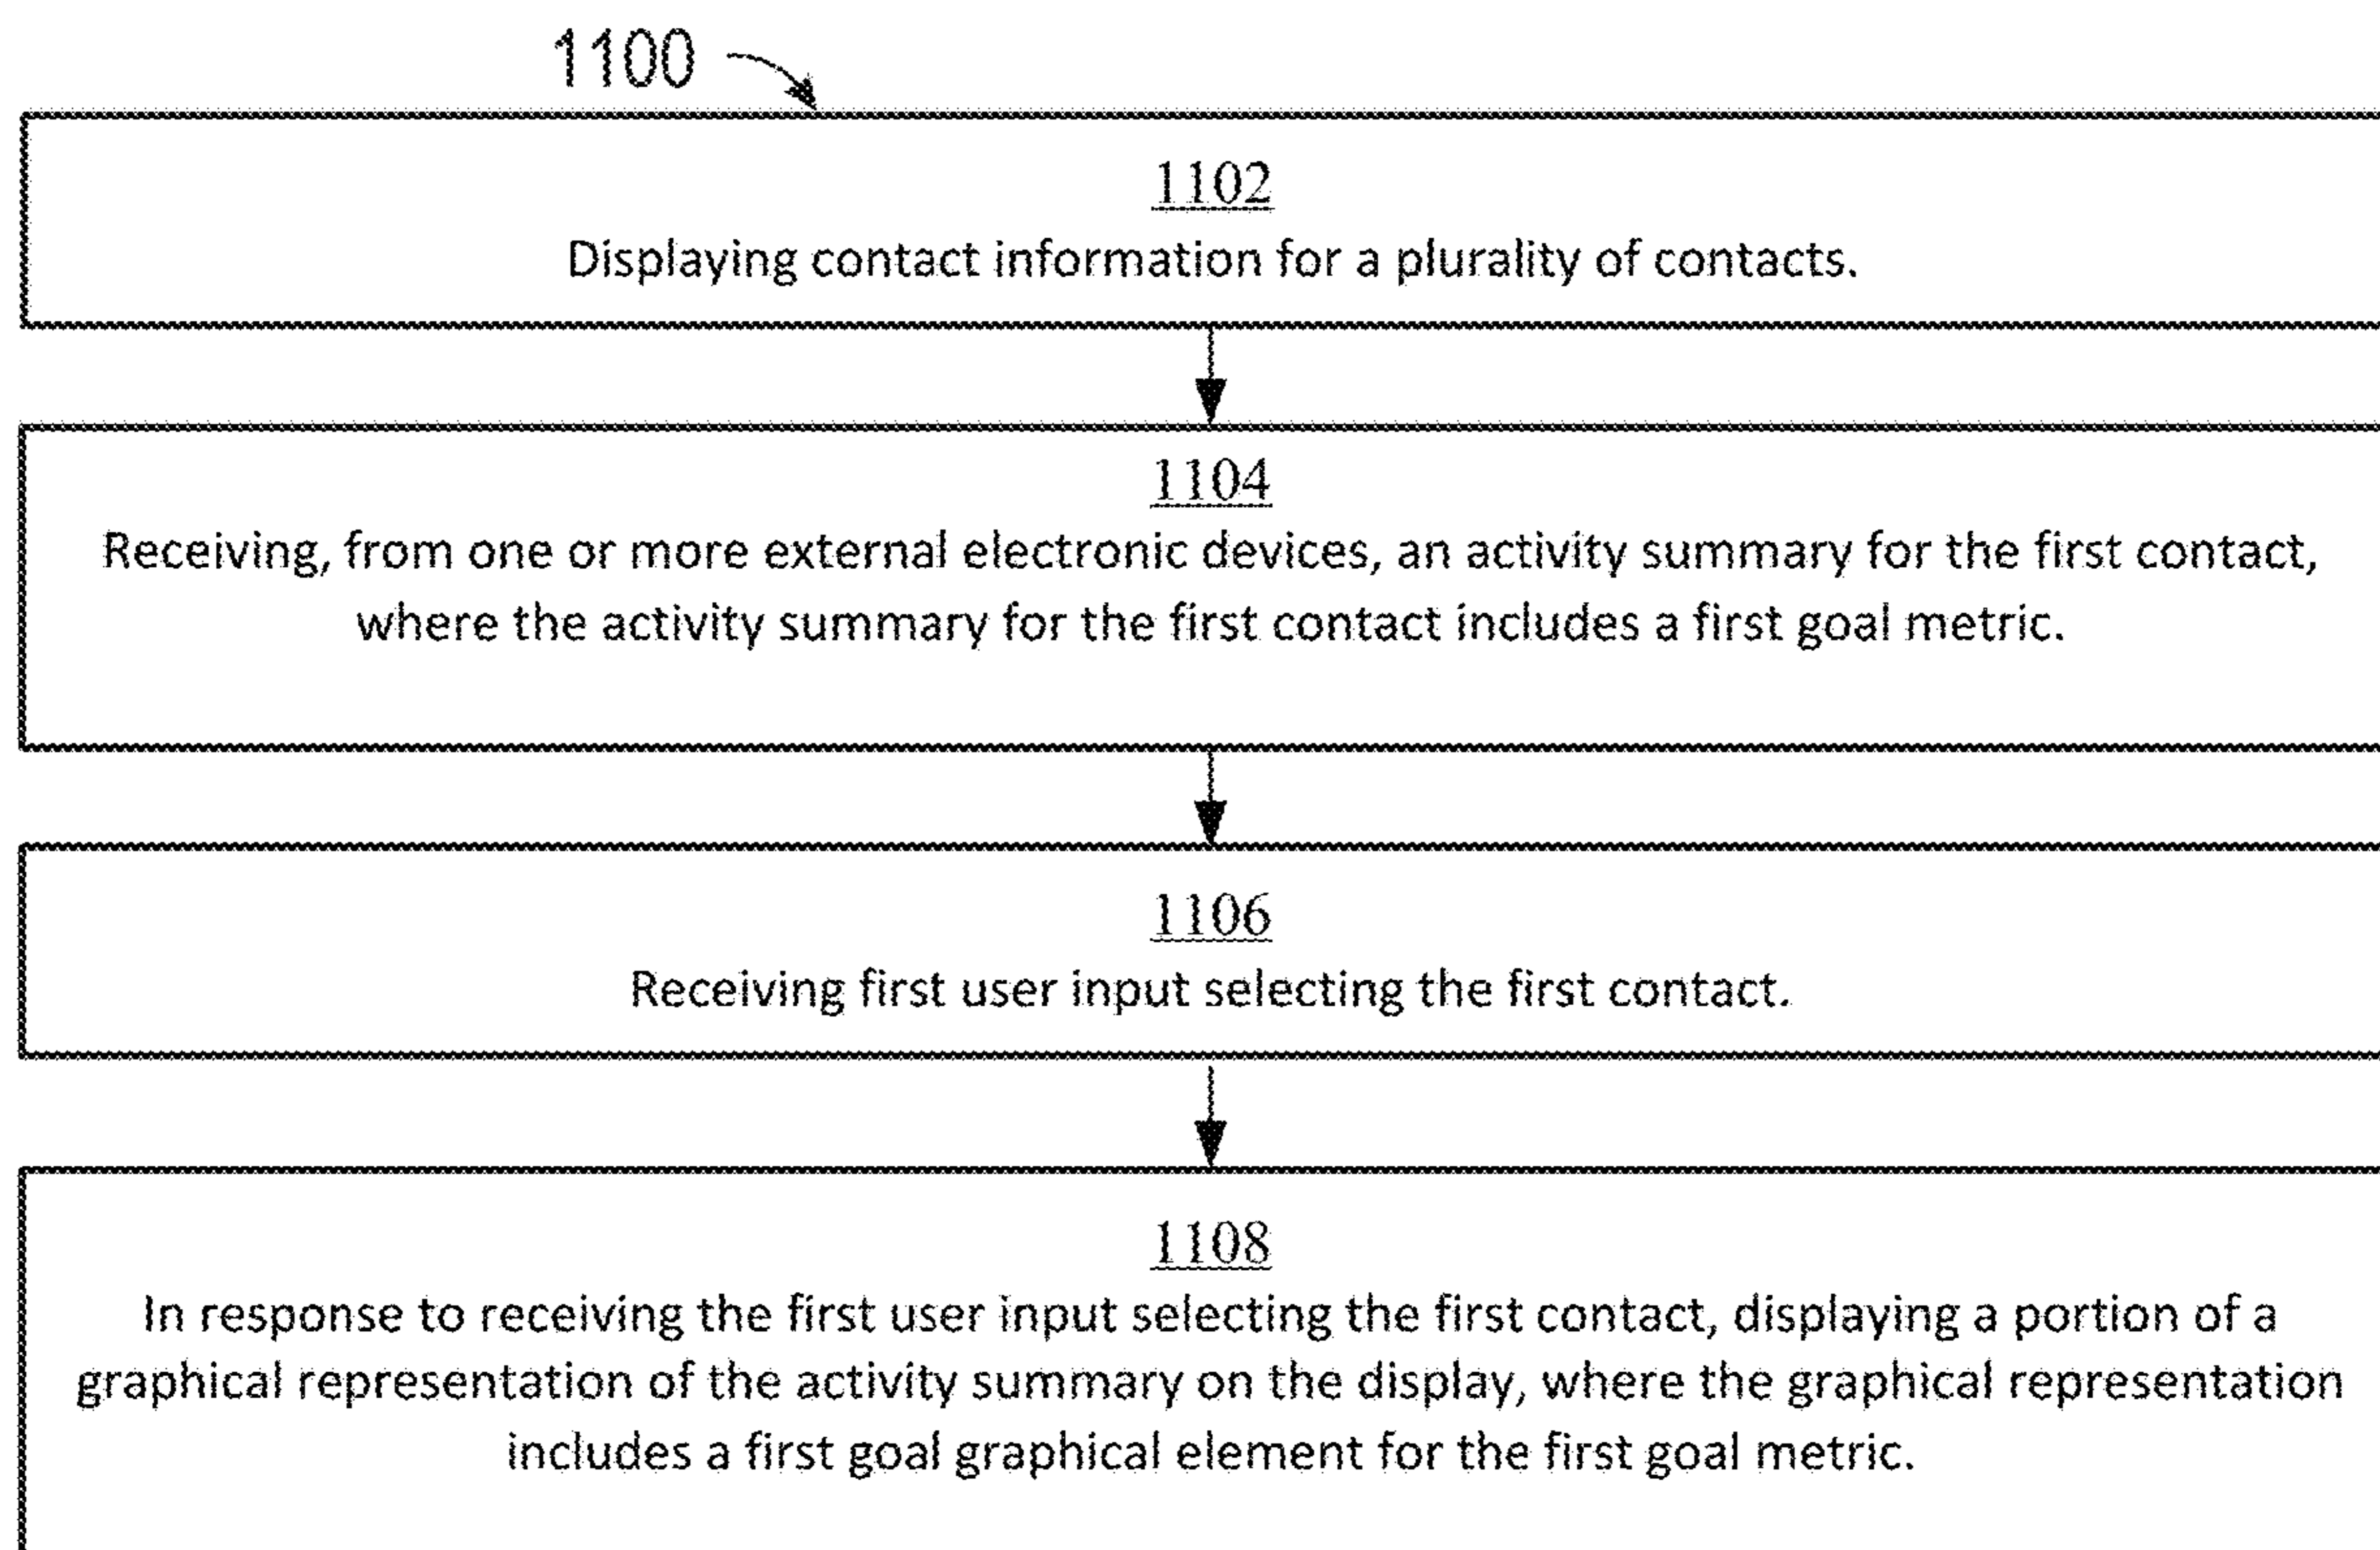 1100
1102
Displaying contact information for a plurality of contacts.
1104
Receiving, from one or more external electronic devices, an activity summary for the first contact,
where the activity summary for the first contact includes a first goal metric.
1106
Receiving first user input selecting the first contact.
1108
In response to receiving the first user input selecting the first contact, displaying a portion of a
graphical representation of the activity summary on the display, where the graphical representation
includes a first goal graphical element for the first goal metric.